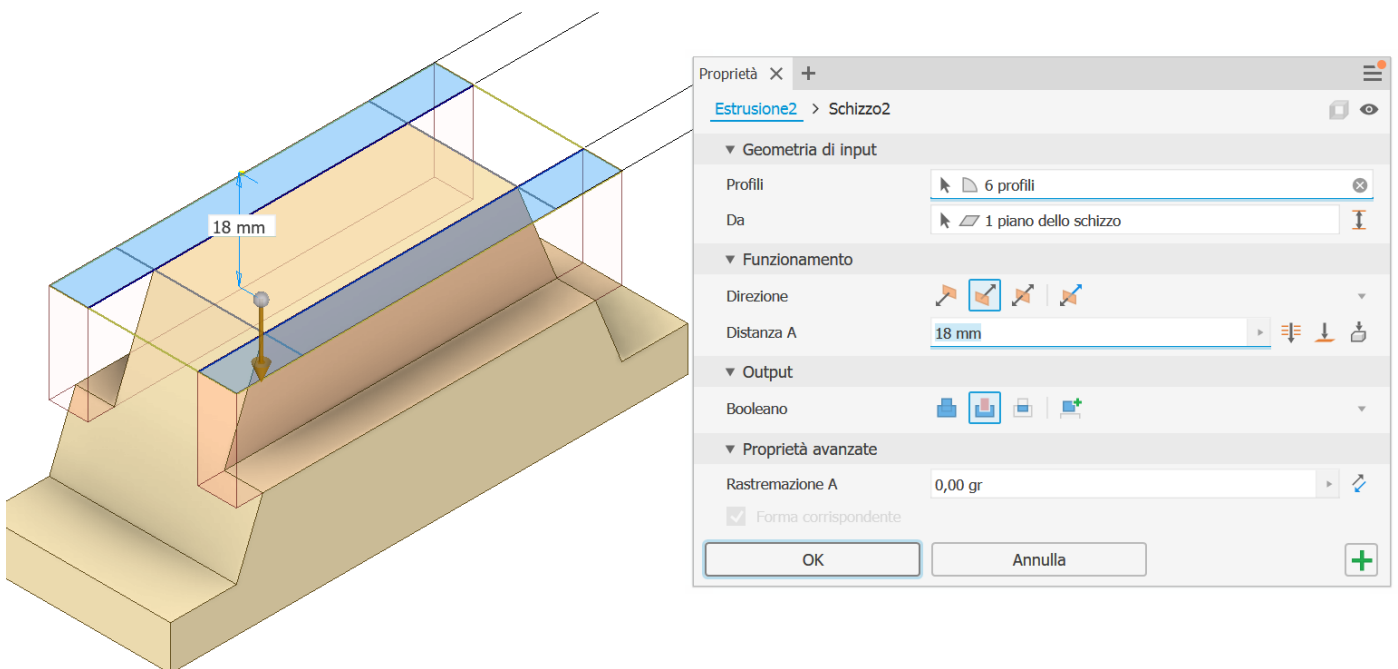 18 mm
Proprietà
Estrusione2 > Schizzo2
Geometria di input
Profili
6 profili
Da
1 piano dello schizzo
Funzionamento
Direzione
Distanza A
18 mm
Output
Booleano
Proprietà avanzate
Rastremazione A
0,00 gr
Forma corrispondente
OK
Annulla